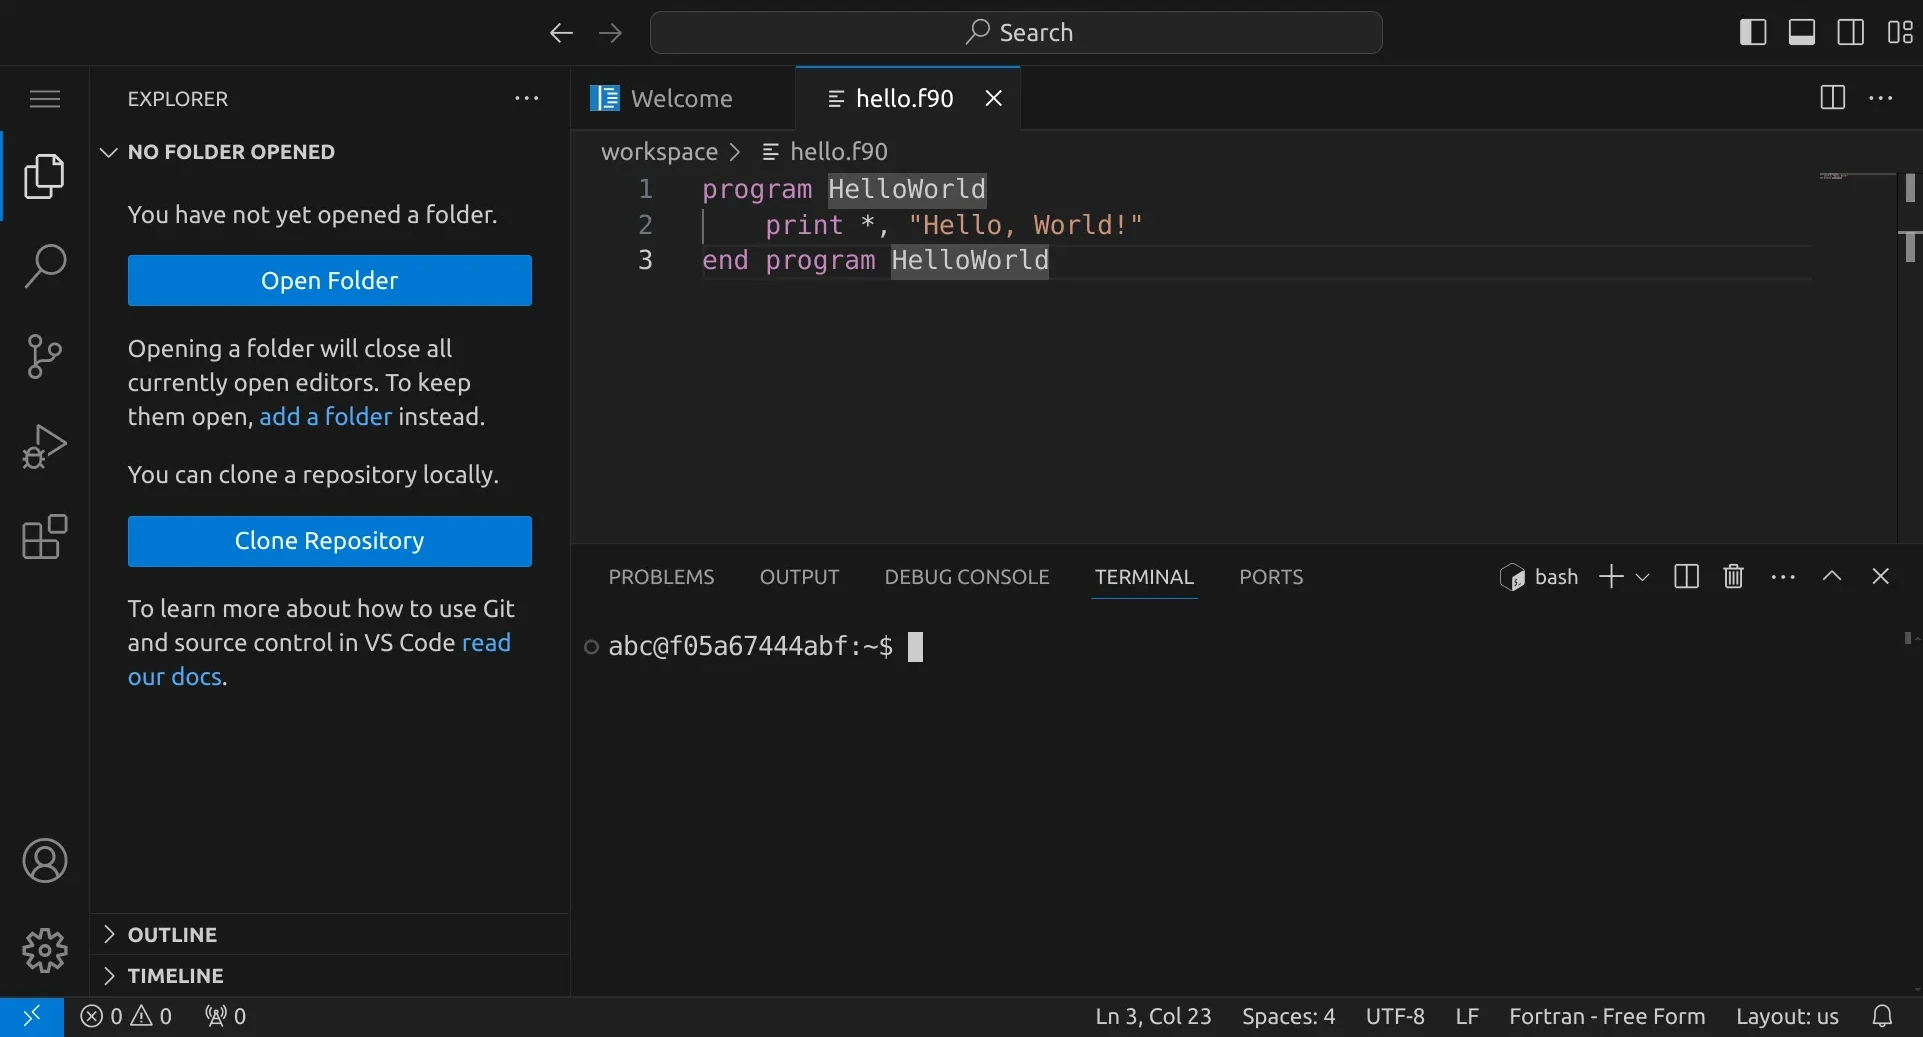 Search
EXPLORER
NO FOLDER OPENED
You have not yet opened a folder.
Open Folder
Opening a folder will close all
currently open editors. To keep
them open, add a folder instead.
You can clone a repository locally.
Clone Repository
To learn more about how to use Git
and source control in VS Code read
our docs.
OUTLINE
TIMELINE
Welcome
hello.f90
workspace > hello.f90
1 program HelloWorld
2 print *, "Hello, World!"
3 end program HelloWorld
PROBLEMS OUTPUT DEBUG CONSOLE TERMINAL PORTS bash
abc@f05a67444abf:~$
0 0 0 Ln 3, Col 23 Spaces: 4 UTF-8 LF Fortran - Free Form Layout: us